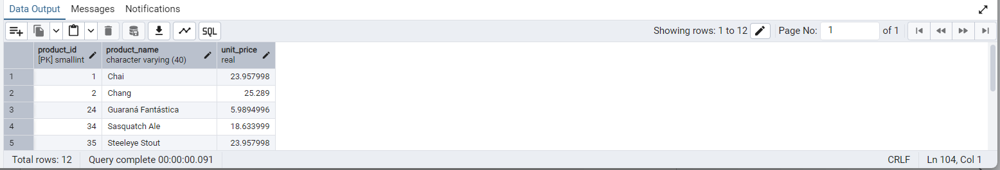 Data Output Messages Notifications
SQL Showing rows: 1 to 12 Page No: 1 of 1
product_id product_name unit_price
[PK] smallint character varying (40) real
1 1 Chai 23.957998
2 2 Chang 25.289
3 24 Guaraná Fantástica 5.9894996
4 34 Sasquatch Ale 18.633999
5 35 Steeleye Stout 23.957998
Total rows: 12 Query complete 00:00:00.091 CRLF Ln 104, Col 1